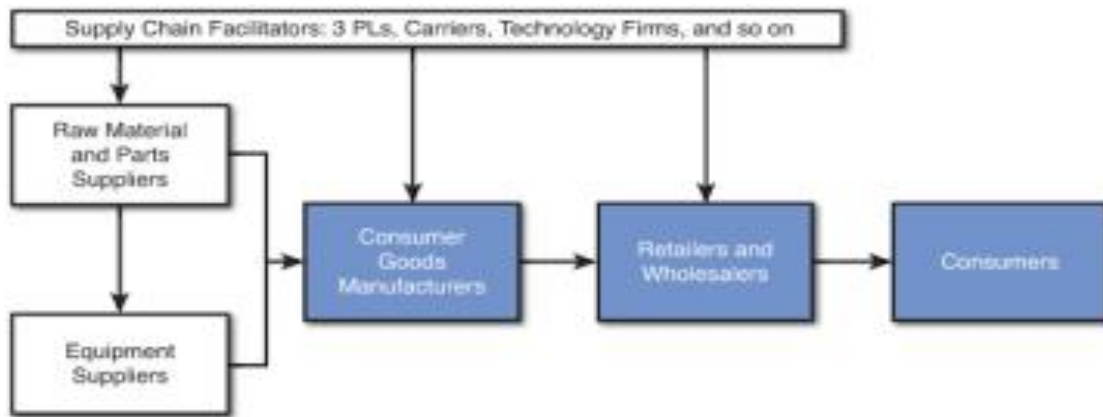 Supply Chain Facilitators: 3 PLs, Carriers, Technology Firms, and so on
Raw Material
and Parts
Suppliers
Consumer
Goods
Manufacturers
Retailers and
Wholesalers
Consumers
Equipment
Suppliers